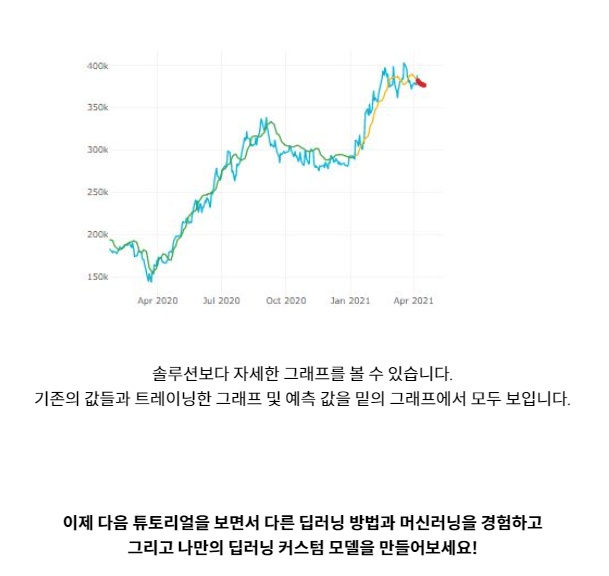 400k
350k
300k
250k
200k
150k
Apr 2020 Jul 2020 Oct 2020 Jan 2021 Apr 2021
솔루션보다 자세한 그래프를 볼 수 있습니다.
기존의 값들과 트레이닝한 그래프 및 예측 값을 밑의 그래프에서 모두 보입니다.
이제 다음 튜토리얼을 보면서 다른 딥러닝 방법과 머신러닝을 경험하고
그리고 나만의 딥러닝 커스텀 모델을 만들어보세요!